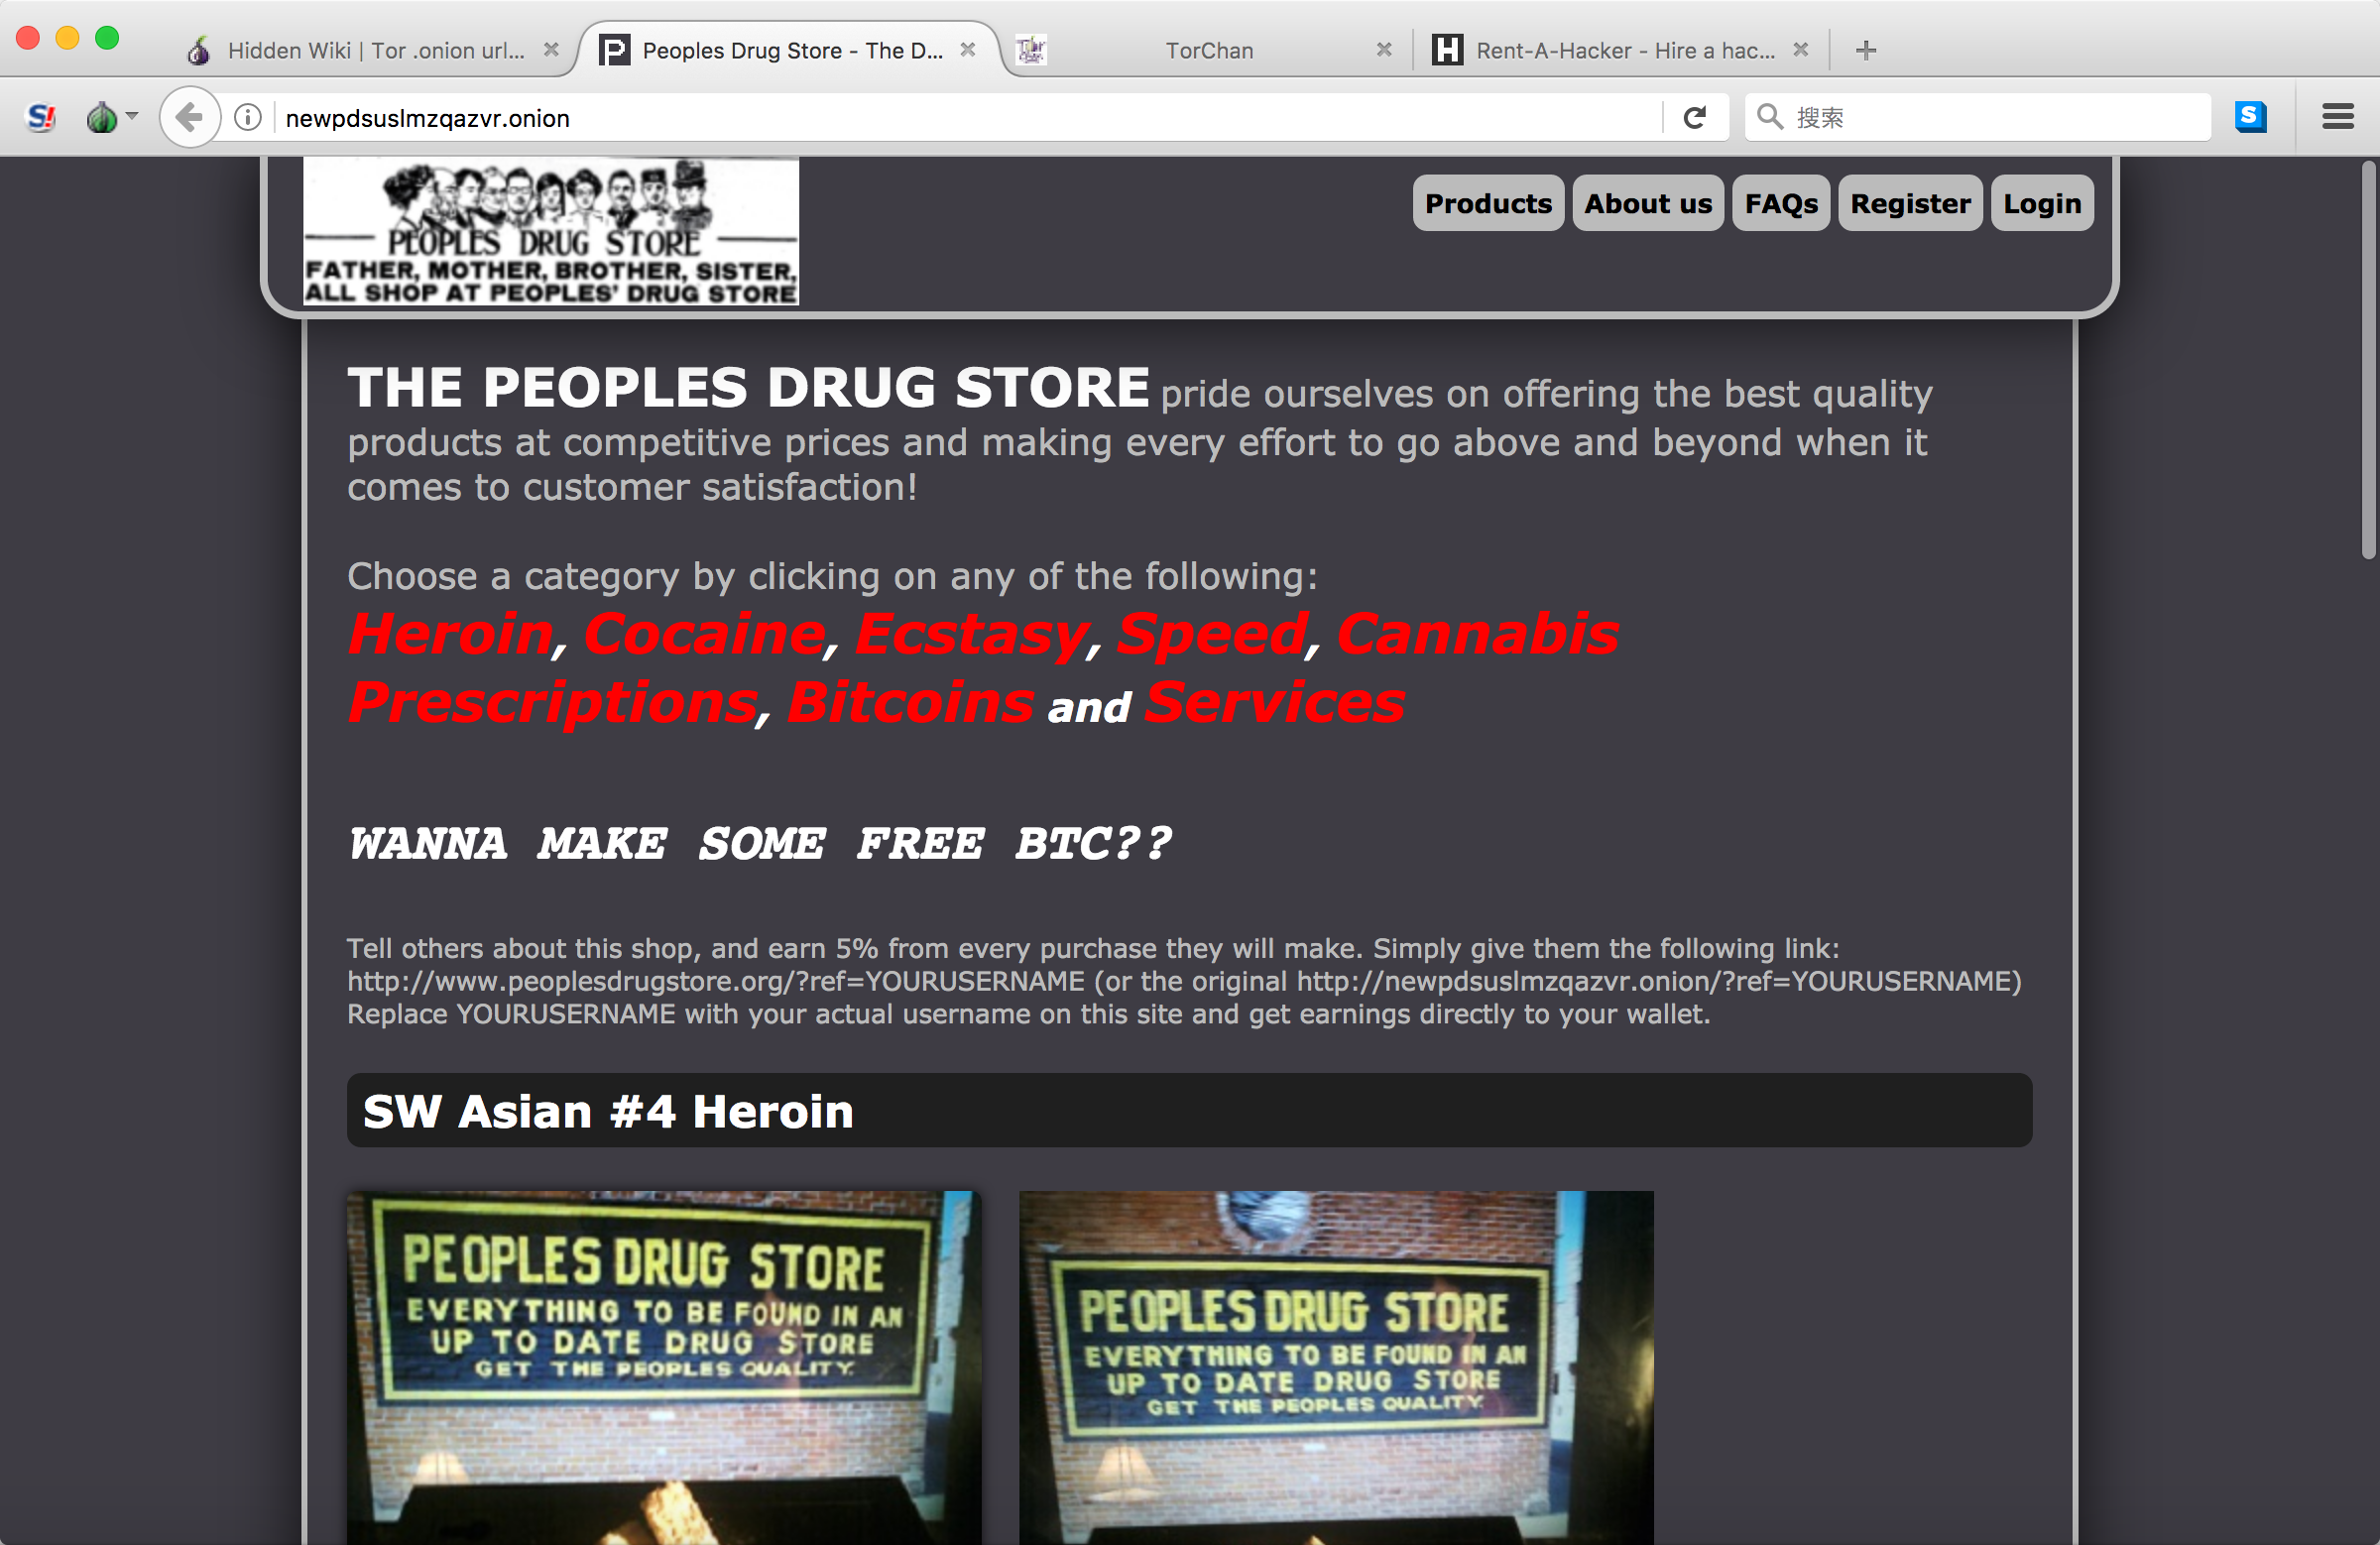 Hidden Wiki | Tor .onion url...
Peoples Drug Store - The D...
TorChan
Rent-A-Hacker - Hire a hac...
newpdsuslmzqazvr.onion
搜索
PEOPLES DRUG STORE
FATHER, MOTHER, BROTHER, SISTER,
ALL SHOP AT PEOPLES' DRUG STORE
Products
About us
FAQs
Register
Login
THE PEOPLES DRUG STORE pride ourselves on offering the best quality
products at competitive prices and making every effort to go above and beyond when it
comes to customer satisfaction!
Choose a category by clicking on any of the following:
Heroin, Cocaine, Ecstasy, Speed, Cannabis
Prescriptions, Bitcoins and Services
WANNA MAKE SOME FREE BTC??
Tell others about this shop, and earn 5% from every purchase they will make. Simply give them the following link:
http://www.peoplesdrugstore.org/?ref=YOURUSERNAME (or the original http://newpdsuslmzqazvr.onion/?ref=YOURUSERNAME)
Replace YOURUSERNAME with your actual username on this site and get earnings directly to your wallet.
SW Asian #4 Heroin
PEOPLES DRUG STORE
EVERYTHING TO BE FOUND IN AN
UP TO DATE DRUG STORE
GET THE PEOPLES QUALITY.
PEOPLES DRUG STORE
EVERYTHING TO BE FOUND IN AN
UP TO DATE DRUG STORE
GET THE PEOPLES QUALITY.